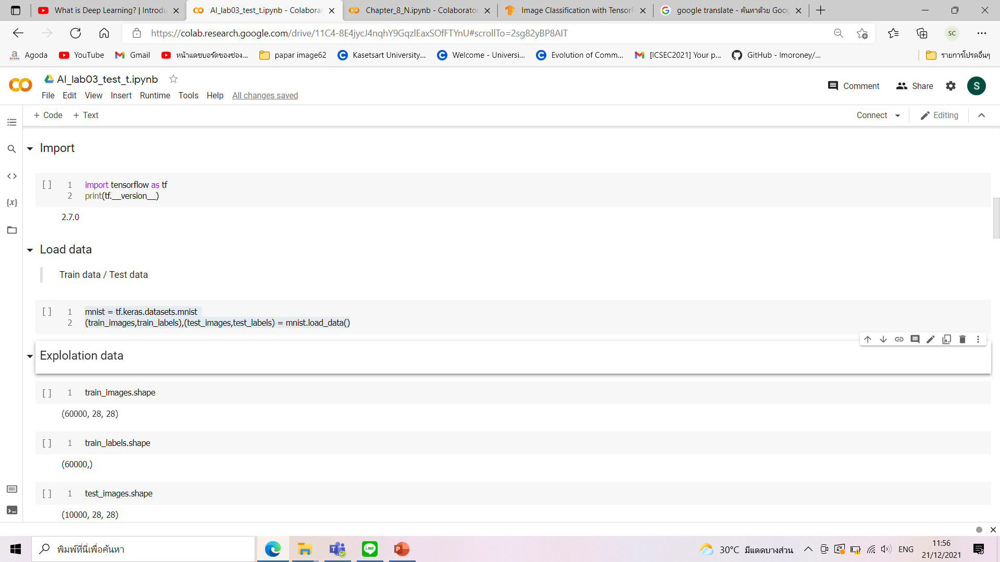 What is Deep Learning? | Introdu
AI_lab03_test_t.ipynb - Colaborat
Chapter_8_N.ipynb - Colaborator
Image Classification with TensorF
google translate - ค้นหาด้วย Goog
https://colab.research.google.com/drive/11C4-8E4jycJ4nqhY9GqzlEaxSOfFTYnU#scrollTo=2sg82yBP8AlT
SC
Agoda YouTube Gmail หน้าแดชบอร์ดของช่อง... papar image62 Kasetsart University... Welcome - Universi... Evolution of Comm... [ICSEC2021] Your p... GitHub - lmoroney/... รายการโปรดอื่นๆ
AI_lab03_test_t.ipynb
Comment Share S
File Edit View Insert Runtime Tools Help All changes saved
+ Code + Text Connect Editing
Import
[ ] 1 import tensorflow as tf
2 print(tf.__version__)
2.7.0
Load data
Train data / Test data
[ ] 1 mnist = tf.keras.datasets.mnist
2 (train_images,train_labels),(test_images,test_labels) = mnist.load_data()
Explolation data
[ ] 1 train_images.shape
(60000, 28, 28)
[ ] 1 train_labels.shape
(60000,)
[ ] 1 test_images.shape
(10000, 28, 28)
พิมพ์ที่นี่เพื่อค้นหา
30°C มีแดดบางส่วน
ENG
11:56
21/12/2021